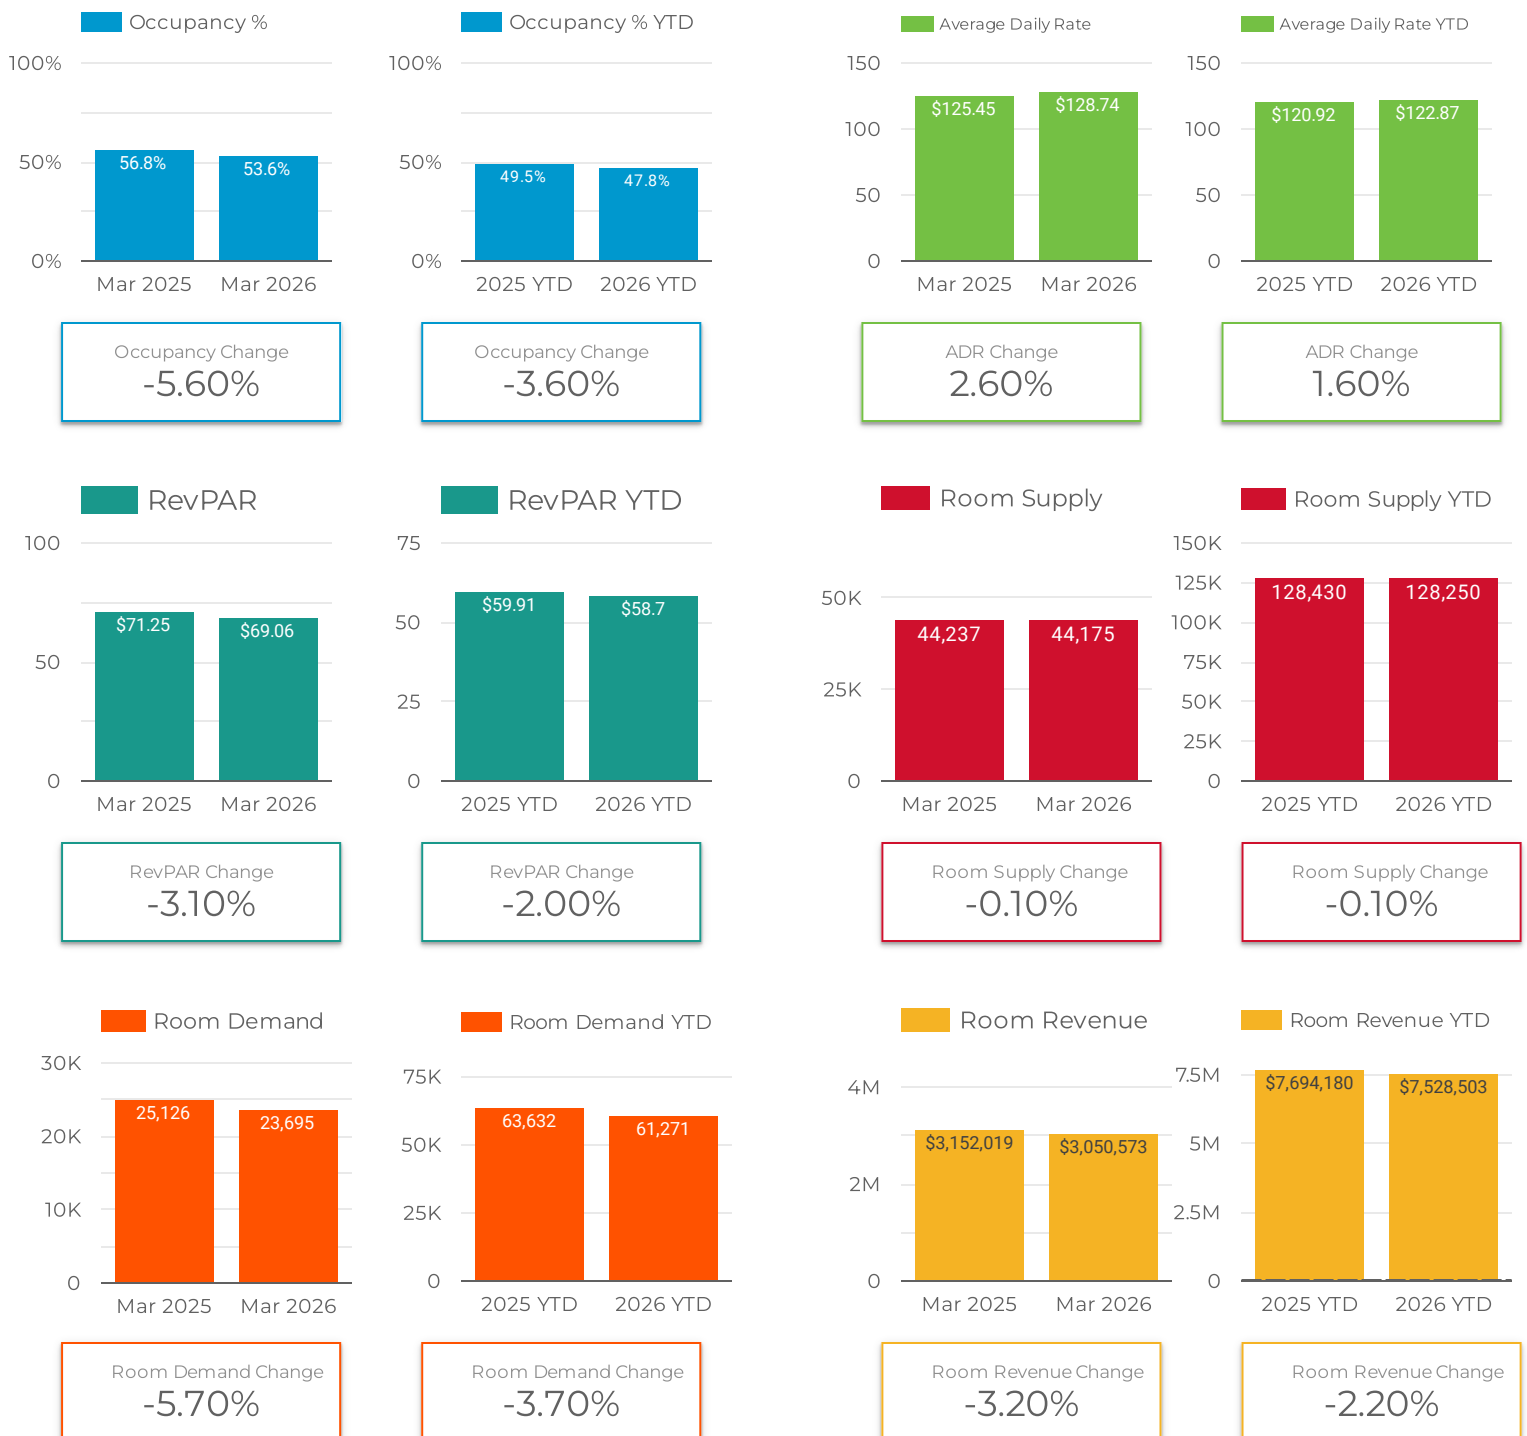 Occupancy %
100%
50%
0%
56.8%
53.6%
Mar 2025 Mar 2026
Occupancy Change
-5.60%
Occupancy % YTD
100%
50%
0%
49.5%
47.8%
2025 YTD 2026 YTD
Occupancy Change
-3.60%
Average Daily Rate
150
100
50
0
$125.45
$128.74
Mar 2025 Mar 2026
ADR Change
2.60%
Average Daily Rate YTD
150
100
50
0
$120.92
$122.87
2025 YTD 2026 YTD
ADR Change
1.60%
RevPAR
100
50
0
$71.25
$69.06
Mar 2025 Mar 2026
RevPAR Change
-3.10%
RevPAR YTD
75
50
25
0
$59.91
$58.7
2025 YTD 2026 YTD
RevPAR Change
-2.00%
Room Supply
50K
25K
0
44,237
44,175
Mar 2025 Mar 2026
Room Supply Change
-0.10%
Room Supply YTD
150K
125K
100K
75K
50K
25K
0
128,430
128,250
2025 YTD 2026 YTD
Room Supply Change
-0.10%
Room Demand
30K
20K
10K
0
25,126
23,695
Mar 2025 Mar 2026
Room Demand Change
-5.70%
Room Demand YTD
75K
50K
25K
0
63,632
61,271
2025 YTD 2026 YTD
Room Demand Change
-3.70%
Room Revenue
4M
2M
0
$3,152,019
$3,050,573
Mar 2025 Mar 2026
Room Revenue Change
-3.20%
Room Revenue YTD
7.5M
5M
2.5M
0
$7,694,180
$7,528,503
2025 YTD 2026 YTD
Room Revenue Change
-2.20%